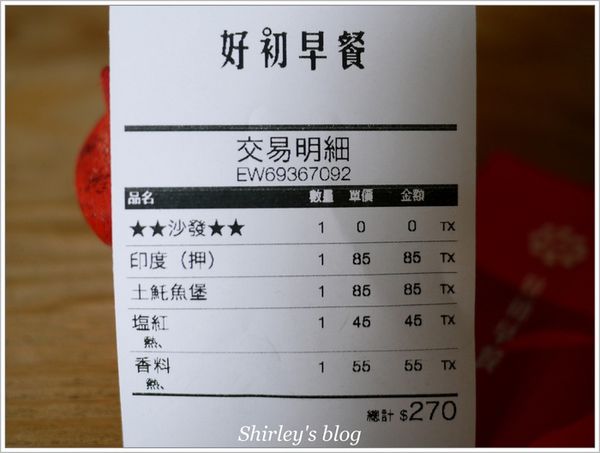 好初早餐
交易明細
EW69367092
品名 數量 單價 金額
★★沙發★★ 1 0 0 TX
印度（押） 1 85 85 TX
土魠魚堡 1 85 85 TX
塩紅 1 45 45 TX
熱、
香料 1 55 55 TX
熱、
總計 $270
Shirley's blog